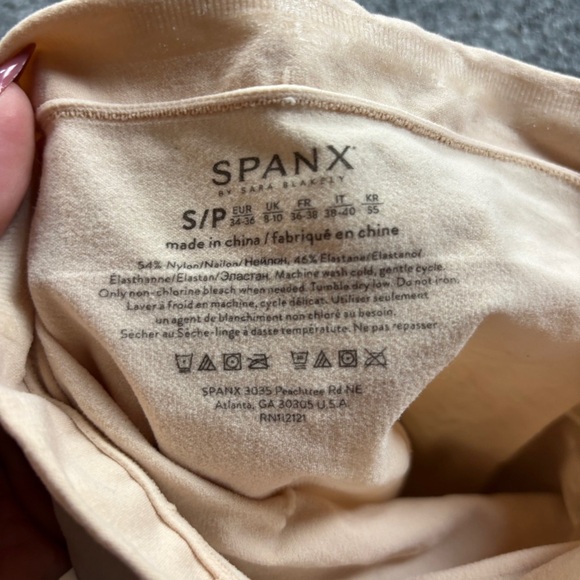 SPANX
BY SARA BLAKELY
S/P EUR 34-36 UK 8-10 FR 36-38 IT 38-40 KR 55
made in china / fabriqué en chine
54% Nylon/Nailon/Нейлон, 46% Elastane/Elastano/
Elasthanne/Elastan/Эластан. Machine wash cold, gentle cycle.
Only non-chlorine bleach when needed. Tumble dry low. Do not iron.
Laver à froid en machine, cycle délicat. Utiliser seulement
un agent de blanchiment non chloré au besoin.
Sécher au Sèche-linge à basse température. Ne pas repasser.
SPANX 3035 Peachtree Rd NE
Atlanta, GA 30305 U.S.A.
RN112121